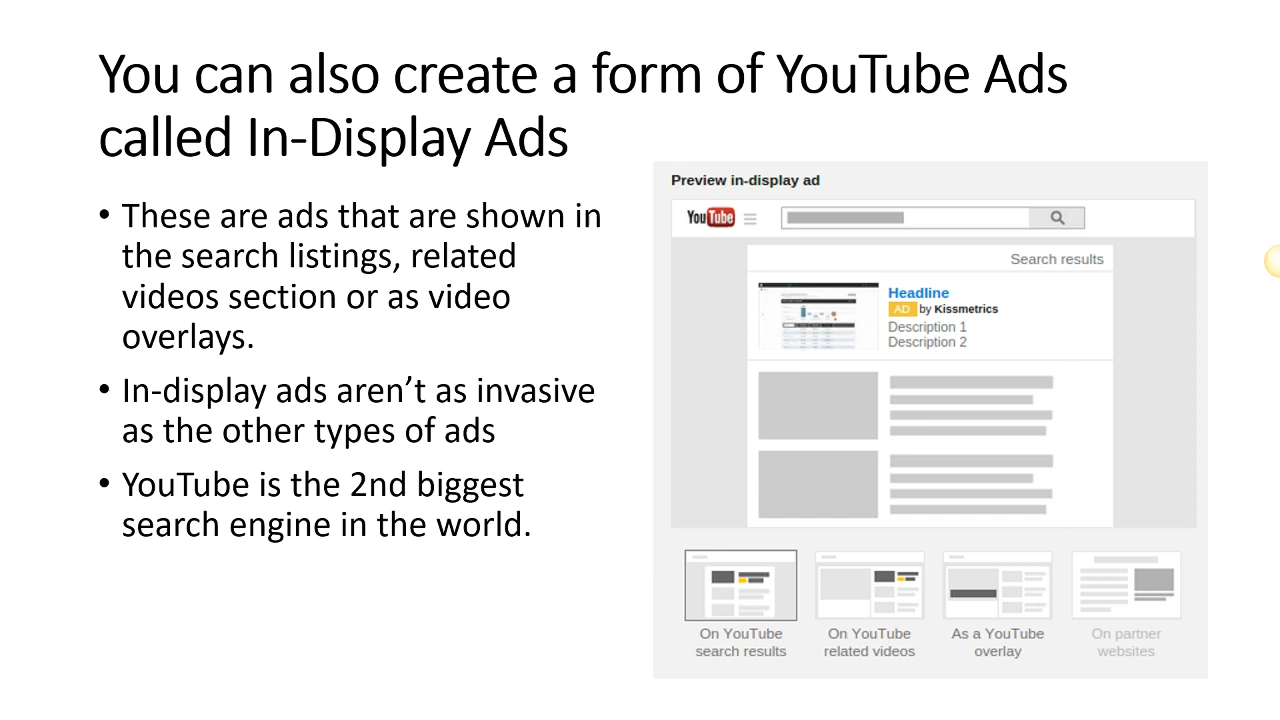 You can also create a form of YouTube Ads
called In-Display Ads
• These are ads that are shown in
the search listings, related
videos section or as video
overlays.
• In-display ads aren’t as invasive
as the other types of ads
• YouTube is the 2nd biggest
search engine in the world.
Preview in-display ad
YouTube
Search results
Headline
AD by Kissmetrics
Description 1
Description 2
On YouTube
search results
On YouTube
related videos
As a YouTube
overlay
On partner
websites